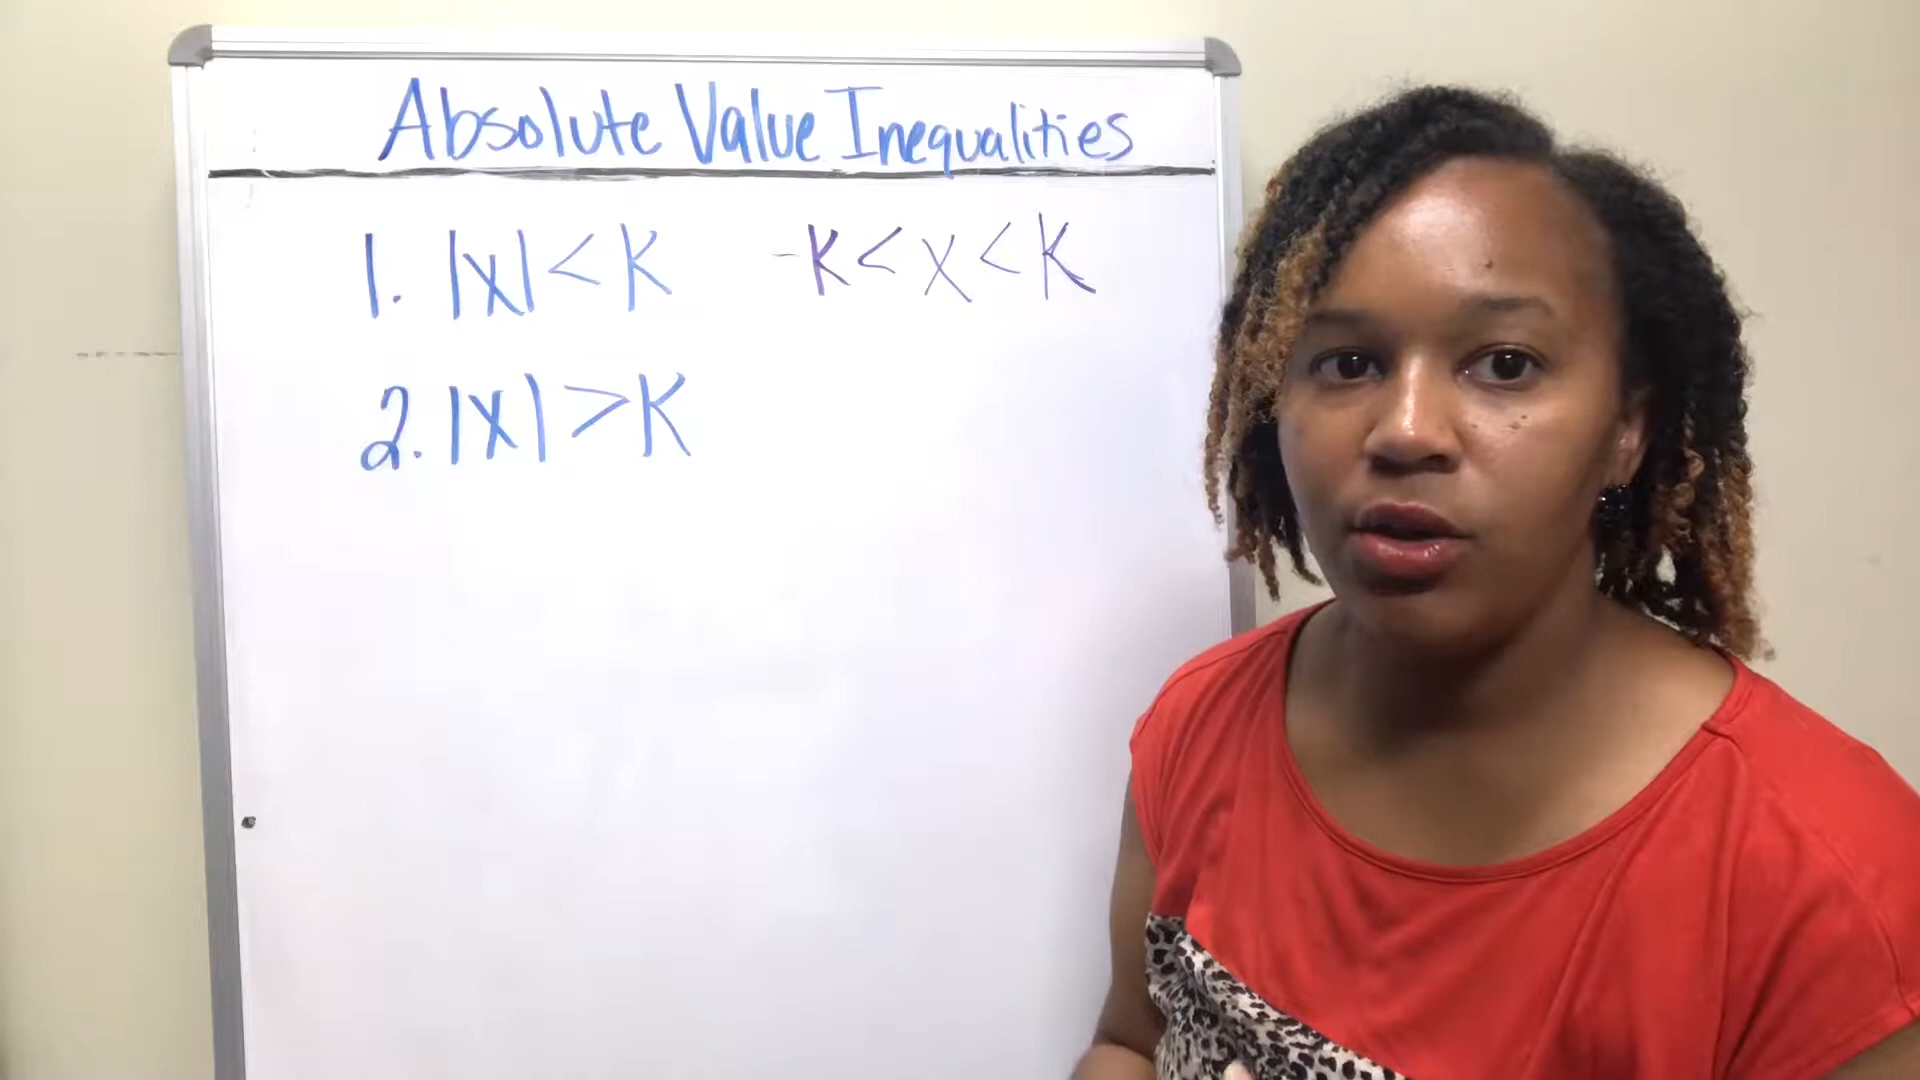 Absolute Value Inequalities
1. |x| < K -K < x < K
2. |x| > K